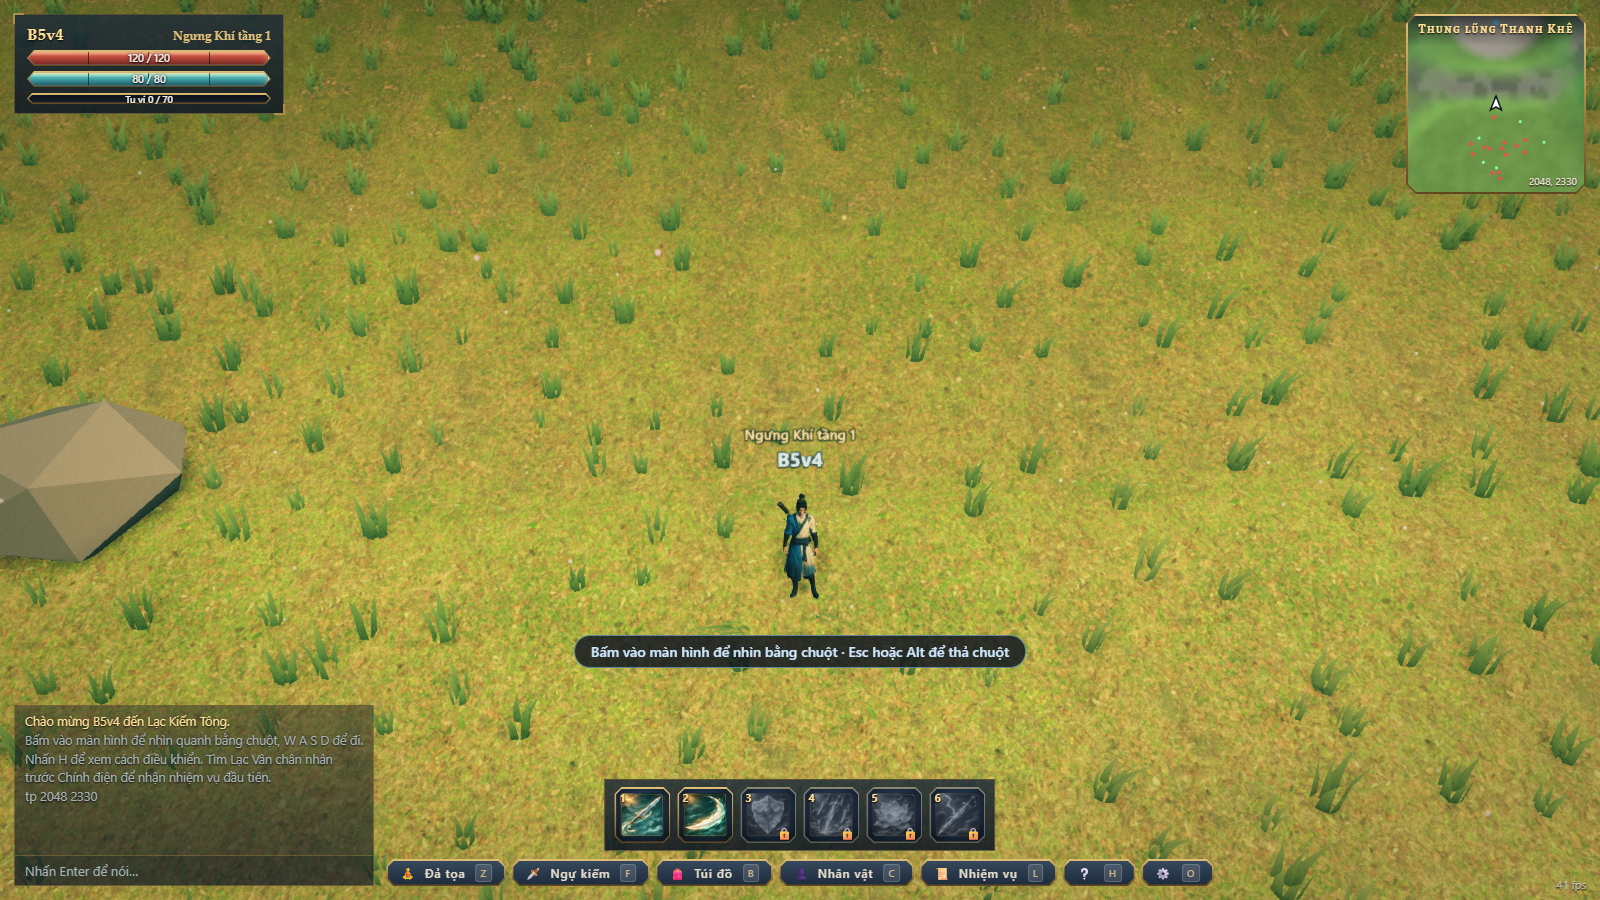 B5v4
Ngưng Khí tầng 1
120 / 120
80 / 80
Tu vi 0 / 70
Thung lũng Thanh Khê
2048, 2330
Ngưng Khí tầng 1
B5v4
Bấm vào màn hình để nhìn bằng chuột · Esc hoặc Alt để thả chuột
Chào mừng B5v4 đến Lạc Kiếm Tông.
Bấm vào màn hình để nhìn quanh bằng chuột, W A S D để đi.
Nhấn H để xem cách điều khiển. Tìm Lạc Vân chân nhân
trước Chính điện để nhận nhiệm vụ đầu tiên.
tp 2048 2330
Nhấn Enter để nói...
1 2 3 4 5 6
Đả tọa Z Ngự kiếm F Túi đồ B Nhân vật C Nhiệm vụ L ? H O
41 fps